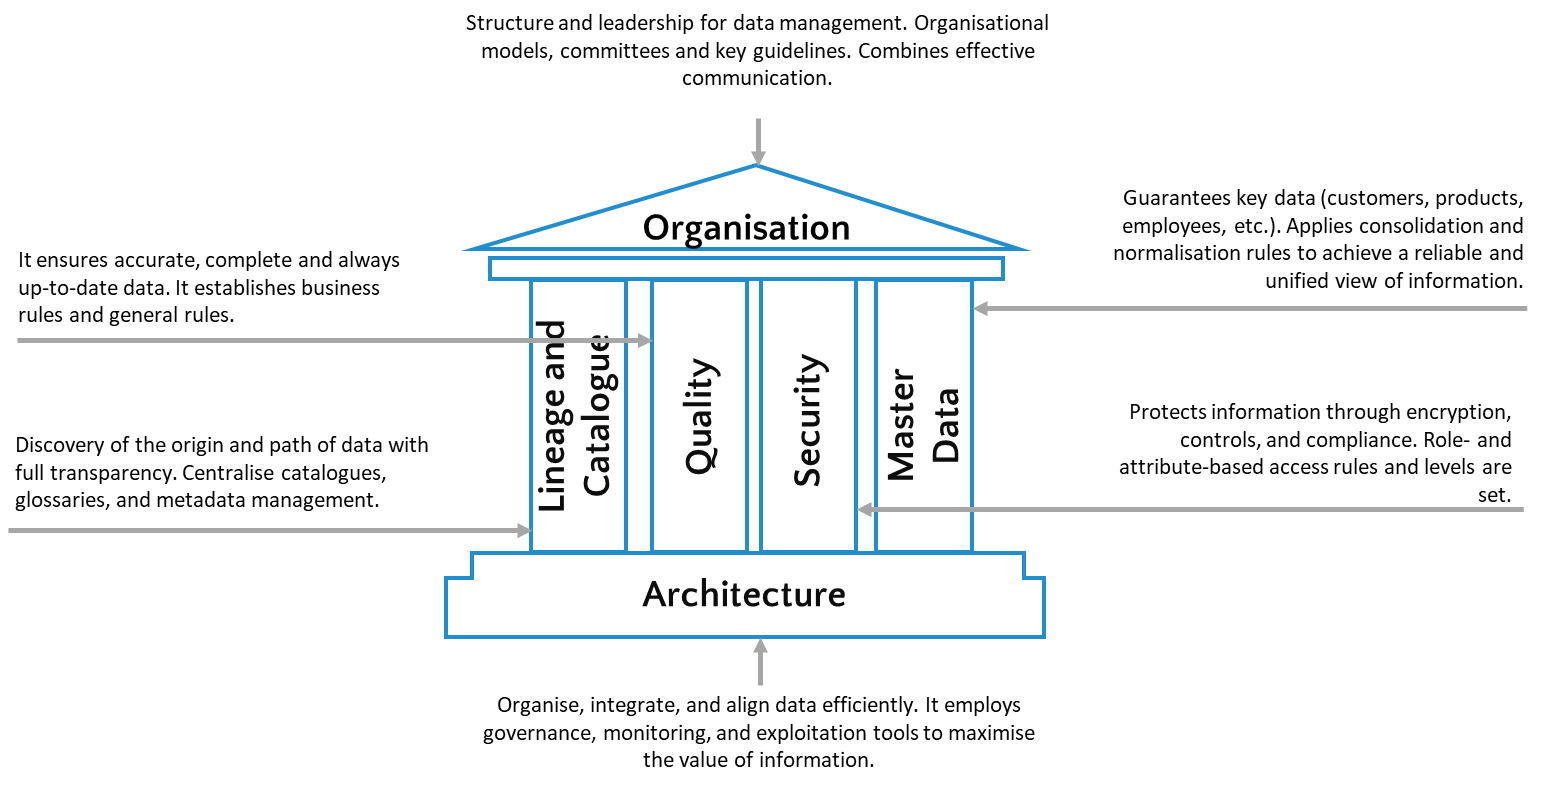 Structure and leadership for data management. Organisational
models, committees and key guidelines. Combines effective
communication.
Organisation
Guarantees key data (customers, products,
employees, etc.). Applies consolidation and
normalisation rules to achieve a reliable and
unified view of information.
It ensures accurate, complete and always
up-to-date data. It establishes business
rules and general rules.
Lineage and
Catalogue
Quality
Security
Master
Data
Discovery of the origin and path of data with
full transparency. Centralise catalogues,
glossaries, and metadata management.
Protects information through encryption,
controls, and compliance. Role- and
attribute-based access rules and levels are
set.
Architecture
Organise, integrate, and align data efficiently. It employs
governance, monitoring, and exploitation tools to maximise
the value of information.